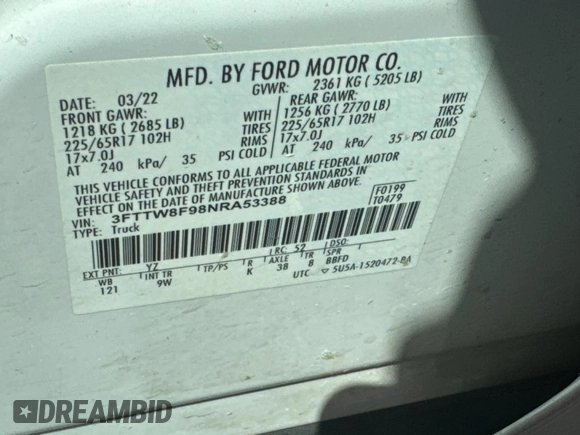 MFD. BY FORD MOTOR CO.
DATE: 03/22 GVWR: 2361 KG ( 5205 LB)
FRONT GAWR: REAR GAWR:
1218 KG ( 2685 LB) WITH 1256 KG ( 2770 LB) WITH
225/65R17 102H TIRES 225/65R17 102H TIRES
17x7.0J RIMS 17x7.0J RIMS
AT 240 kPa/ 35 PSI COLD AT 240 kPa/ 35 PSI COLD
THIS VEHICLE CONFORMS TO ALL APPLICABLE FEDERAL MOTOR
VEHICLE SAFETY AND THEFT PREVENTION STANDARDS IN
EFFECT ON THE DATE OF MANUFACTURE SHOWN ABOVE.
VIN: 3FTTW8F98NRA53388 F0199
TYPE: Truck T0479
RC: 52 DSO:
EXT PNT: YZ
WB INT TR TP/PS R AXLE TR SPR
121 9W K 38 8 BBFD
UTC 5U5A-1520472-BA
DREAMBID